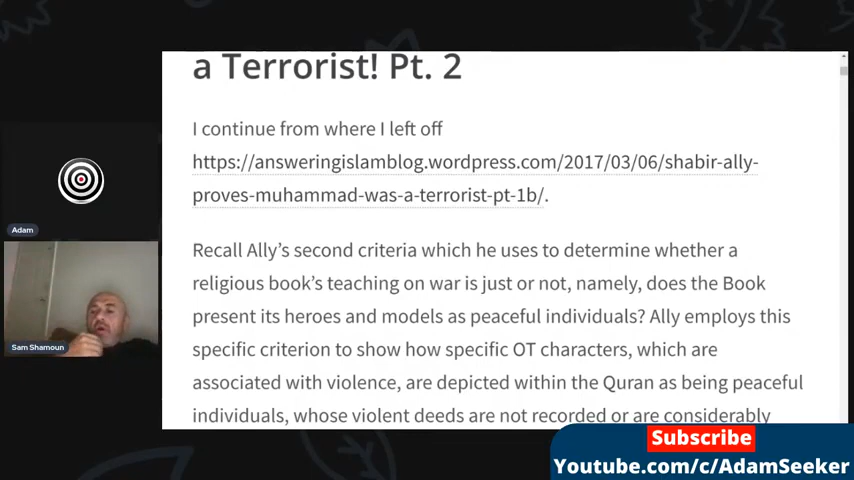 a Terrorist! Pt. 2
I continue from where I left off
https://answeringislamblog.wordpress.com/2017/03/06/shabir-ally-
proves-muhammad-was-a-terrorist-pt-1b/.
Recall Ally's second criteria which he uses to determine whether a
religious book's teaching on war is just or not, namely, does the Book
present its heroes and models as peaceful individuals? Ally employs this
specific criterion to show how specific OT characters, which are
associated with violence, are depicted within the Quran as being peaceful
individuals, whose violent deeds are not recorded or are considerably
Adam
Sam Shamoun
Subscribe
Youtube.com/c/AdamSeeker